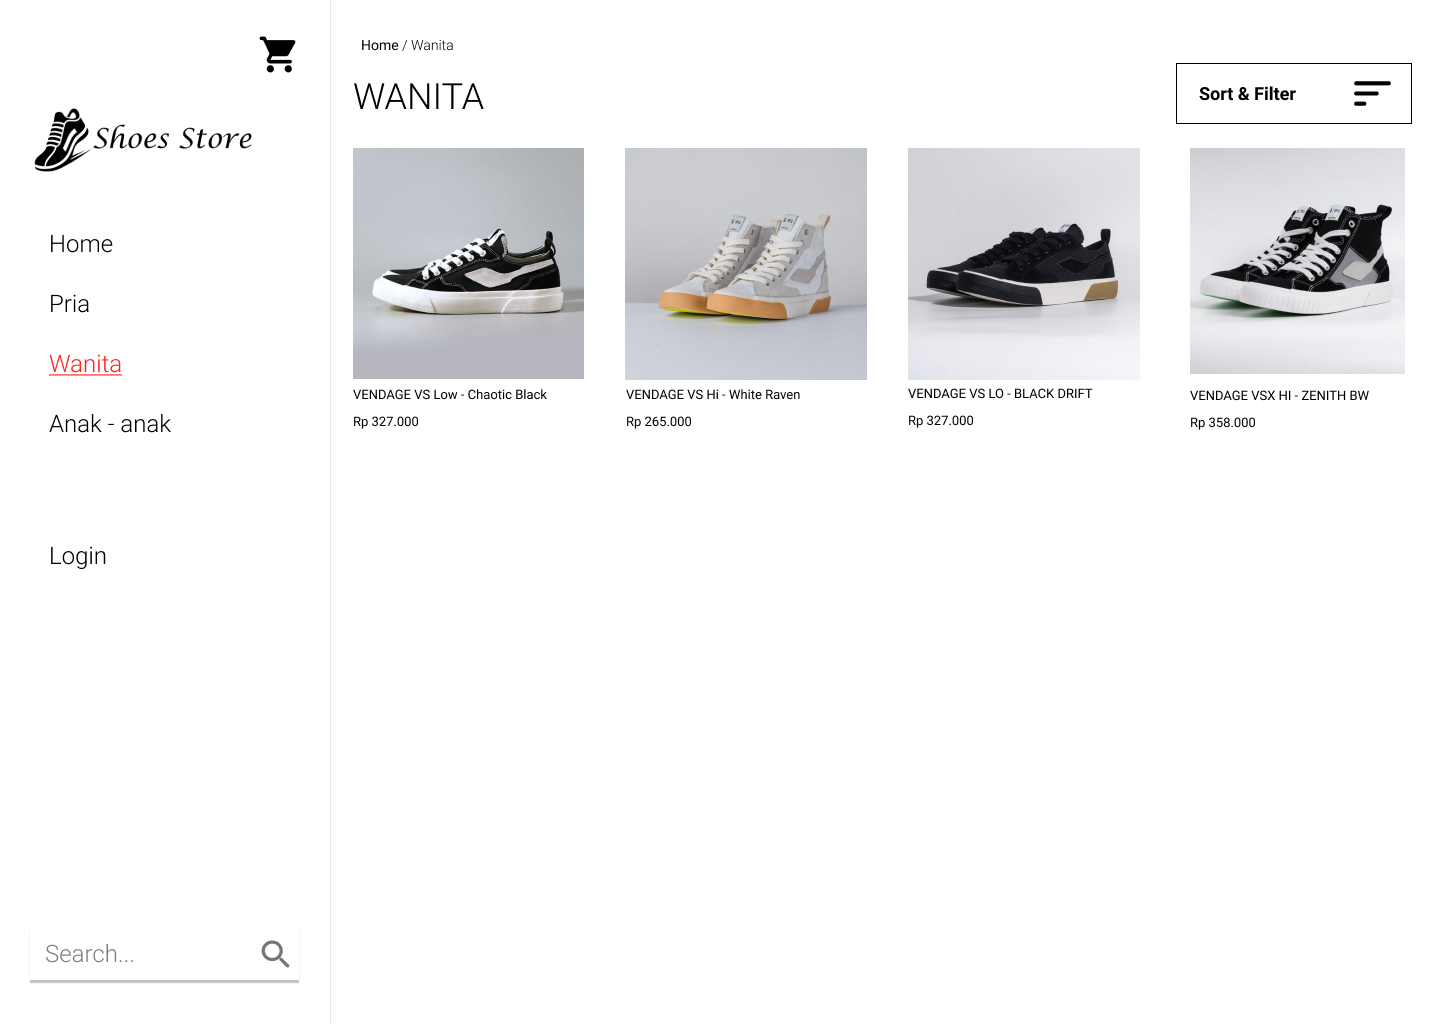 Shoes Store
Home
Pria
Wanita
Anak - anak
Login
Search...
Home / Wanita
WANITA
Sort & Filter
VENDAGE VS Low - Chaotic Black
Rp 327.000
VENDAGE VS Hi - White Raven
Rp 265.000
VENDAGE VS LO - BLACK DRIFT
Rp 327.000
VENDAGE VSX HI - ZENITH BW
Rp 358.000